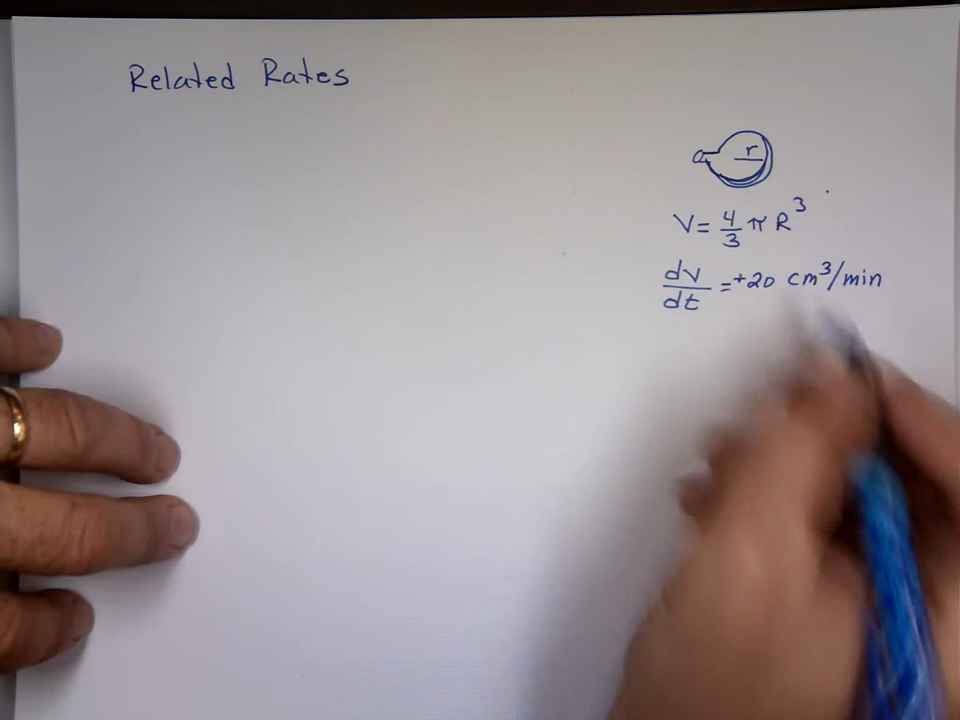 Related Rates
r
V = 4/3 π R³
dv/dt = +20 cm³/min